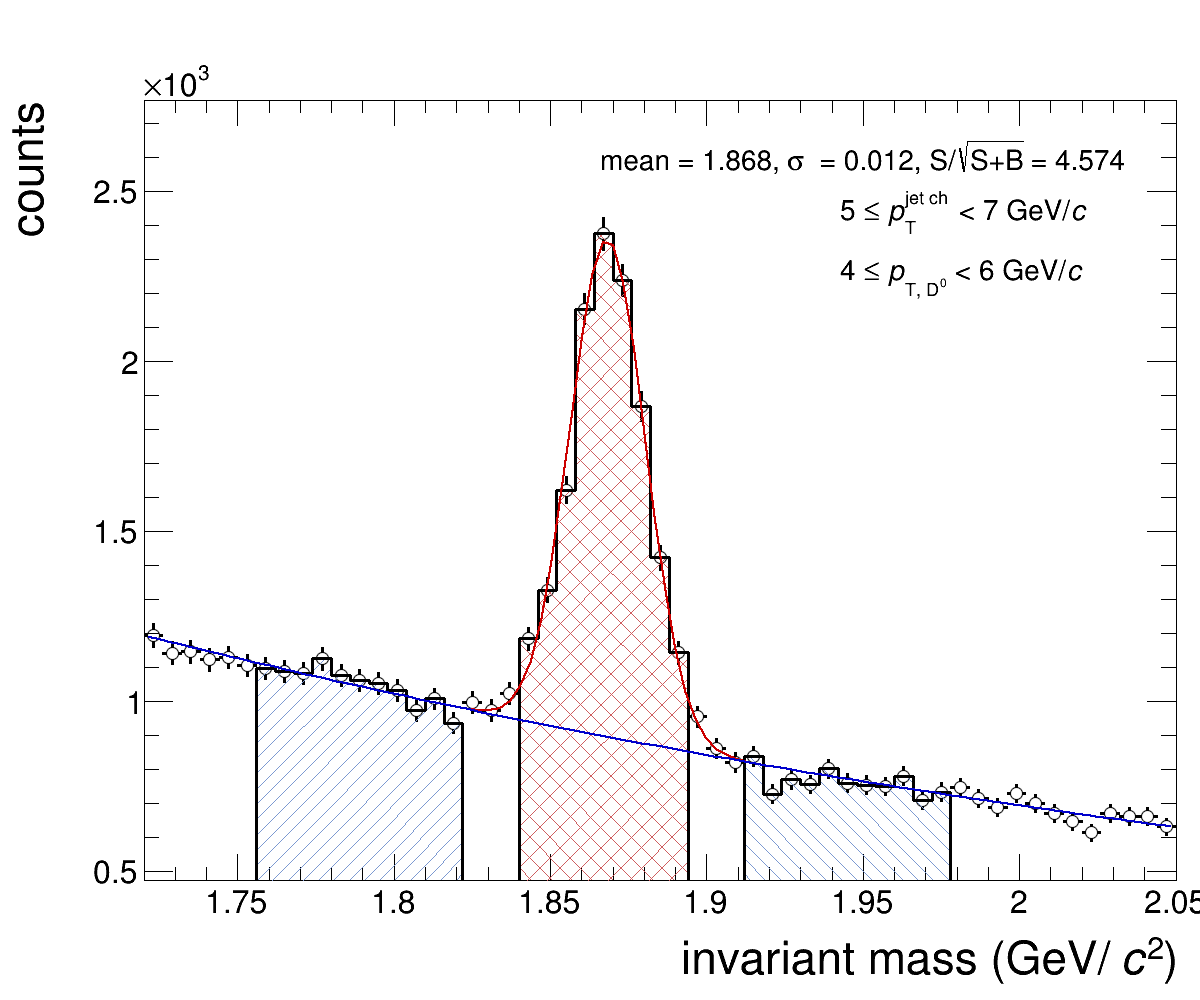 ×10³
counts
mean = 1.868, σ = 0.012, S/√S+B = 4.574
5 ≤ p_T^jet ch < 7 GeV/c
4 ≤ p_T, D⁰ < 6 GeV/c
2.5
2
1.5
1
0.5
1.75 1.8 1.85 1.9 1.95 2 2.05
invariant mass (GeV/ c²)